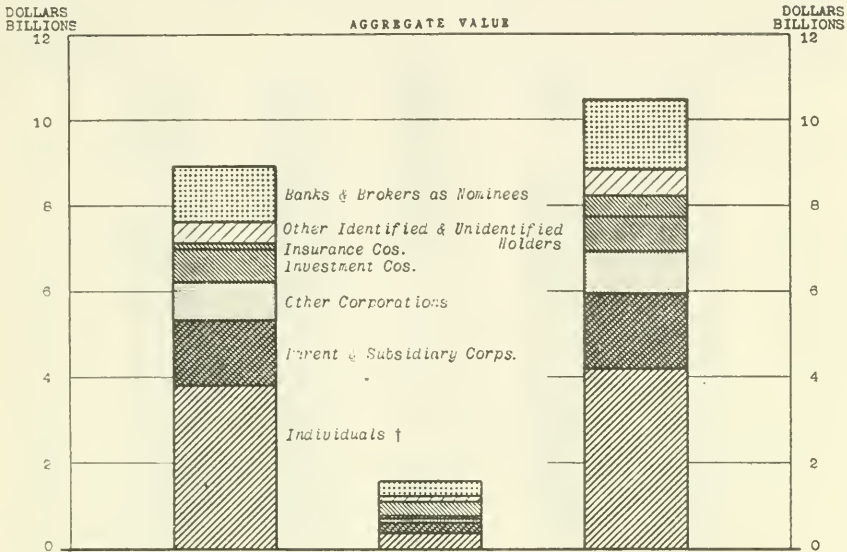 DOLLARS
BILLIONS
AGGREGATE VALUE
DOLLARS
BILLIONS
12
12
10
10
8
8
Banks & Brokers as Nominees
Other Identified & Unidentified
Holders
Insurance Cos.
Investment Cos.
6
6
Other Corporations
Parent & Subsidiary Corps.
4
4
Individuals †
2
2
0
0